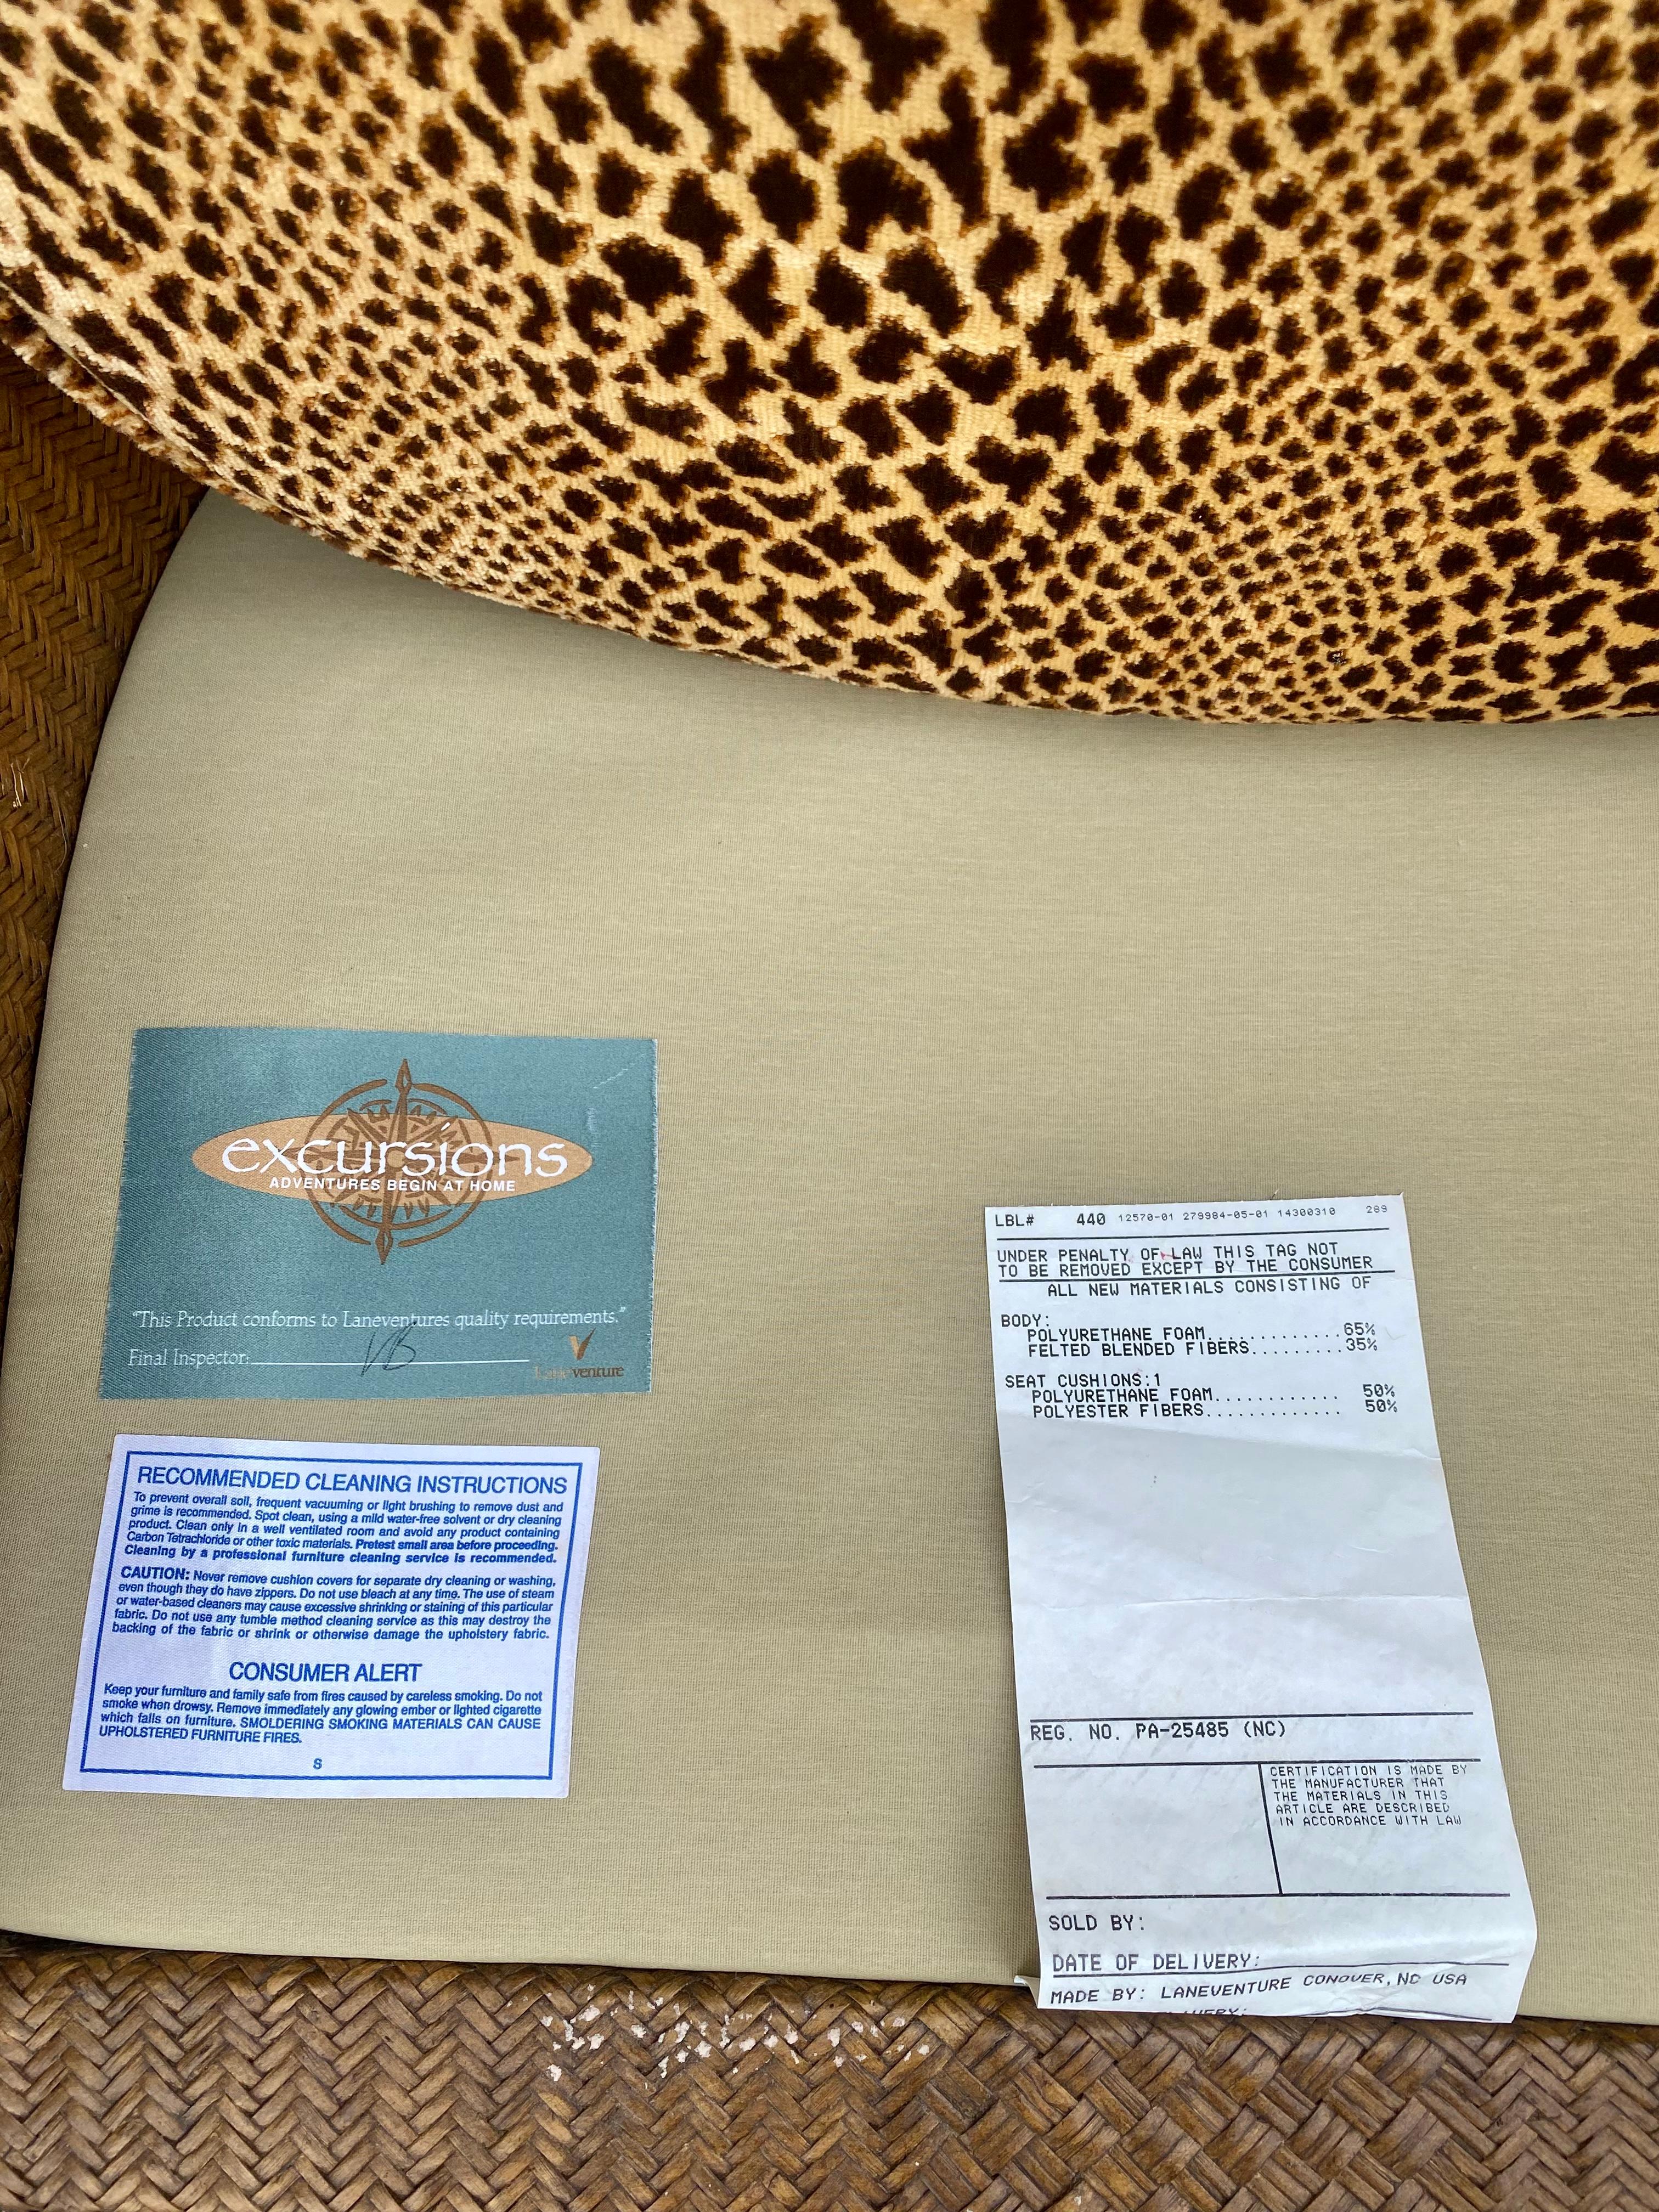 excursions
ADVENTURES BEGIN AT HOME
"This Product conforms to Laneventures quality requirements."
Final Inspector: VB
Laneventure
RECOMMENDED CLEANING INSTRUCTIONS
To prevent overall soil, frequent vacuuming or light brushing to remove dust and
grime is recommended. Spot clean, using a mild water-free solvent or dry cleaning
product. Clean only in a well ventilated room and avoid any product containing
Carbon Tetrachloride or other toxic materials. Pretest small area before proceeding.
Cleaning by a professional furniture cleaning service is recommended.
CAUTION: Never remove cushion covers for separate dry cleaning or washing,
even though they do have zippers. Do not use bleach at any time. The use of steam
or water-based cleaners may cause excessive shrinking or staining of this particular
fabric. Do not use any tumble method cleaning service as this may destroy the
backing of the fabric or shrink or otherwise damage the upholstery fabric.
CONSUMER ALERT
Keep your furniture and family safe from fires caused by careless smoking. Do not
smoke when drowsy. Remove immediately any glowing ember or lighted cigarette
which falls on furniture. SMOLDERING SMOKING MATERIALS CAN CAUSE
UPHOLSTERED FURNITURE FIRES.
S
LBL# 440 12570-01 279984-05-01 14300310 289
UNDER PENALTY OF LAW THIS TAG NOT
TO BE REMOVED EXCEPT BY THE CONSUMER
ALL NEW MATERIALS CONSISTING OF
BODY:
POLYURETHANE FOAM............65%
FELTED BLENDED FIBERS.........35%
SEAT CUSHIONS:1
POLYURETHANE FOAM............ 50%
POLYESTER FIBERS............. 50%
REG. NO. PA-25485 (NC)
CERTIFICATION IS MADE BY
THE MANUFACTURER THAT
THE MATERIALS IN THIS
ARTICLE ARE DESCRIBED
IN ACCORDANCE WITH LAW
SOLD BY:
DATE OF DELIVERY:
MADE BY: LANEVENTURE CONOVER, NC USA